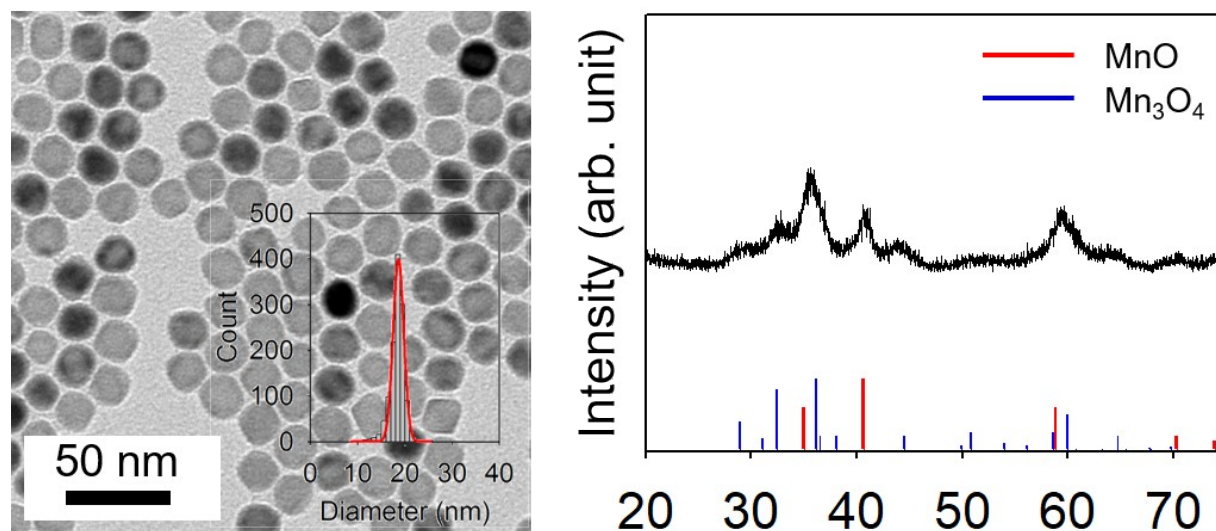 500
400
300
200
100
0
Count
0 10 20 30 40
Diameter (nm)
50 nm
Intensity (arb. unit)
MnO
Mn₃O₄
20 30 40 50 60 70